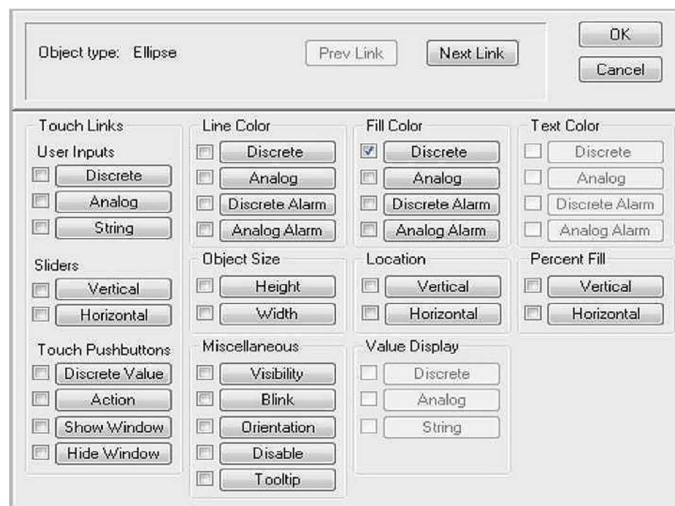 Object type: Ellipse
Prev Link
Next Link
OK
Cancel
Touch Links
User Inputs
Discrete
Analog
String
Sliders
Vertical
Horizontal
Touch Pushbuttons
Discrete Value
Action
Show Window
Hide Window
Line Color
Discrete
Analog
Discrete Alarm
Analog Alarm
Object Size
Height
Width
Miscellaneous
Visibility
Blink
Orientation
Disable
Tooltip
Fill Color
Discrete
Analog
Discrete Alarm
Analog Alarm
Location
Vertical
Horizontal
Value Display
Discrete
Analog
String
Text Color
Discrete
Analog
Discrete Alarm
Analog Alarm
Percent Fill
Vertical
Horizontal